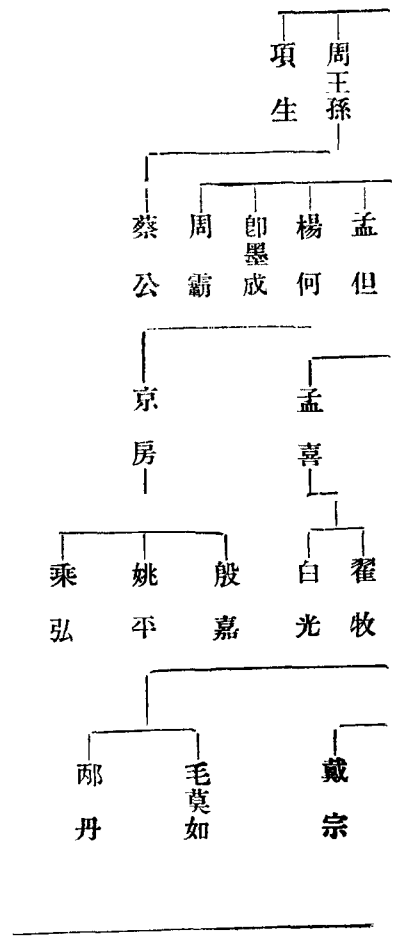 周王孫
項生
孟但
楊何
卽墨成
周霸
蔡公
孟喜
京房
翟牧
白光
殷嘉
姚平
乘弘
戴宗
毛莫如
邴丹